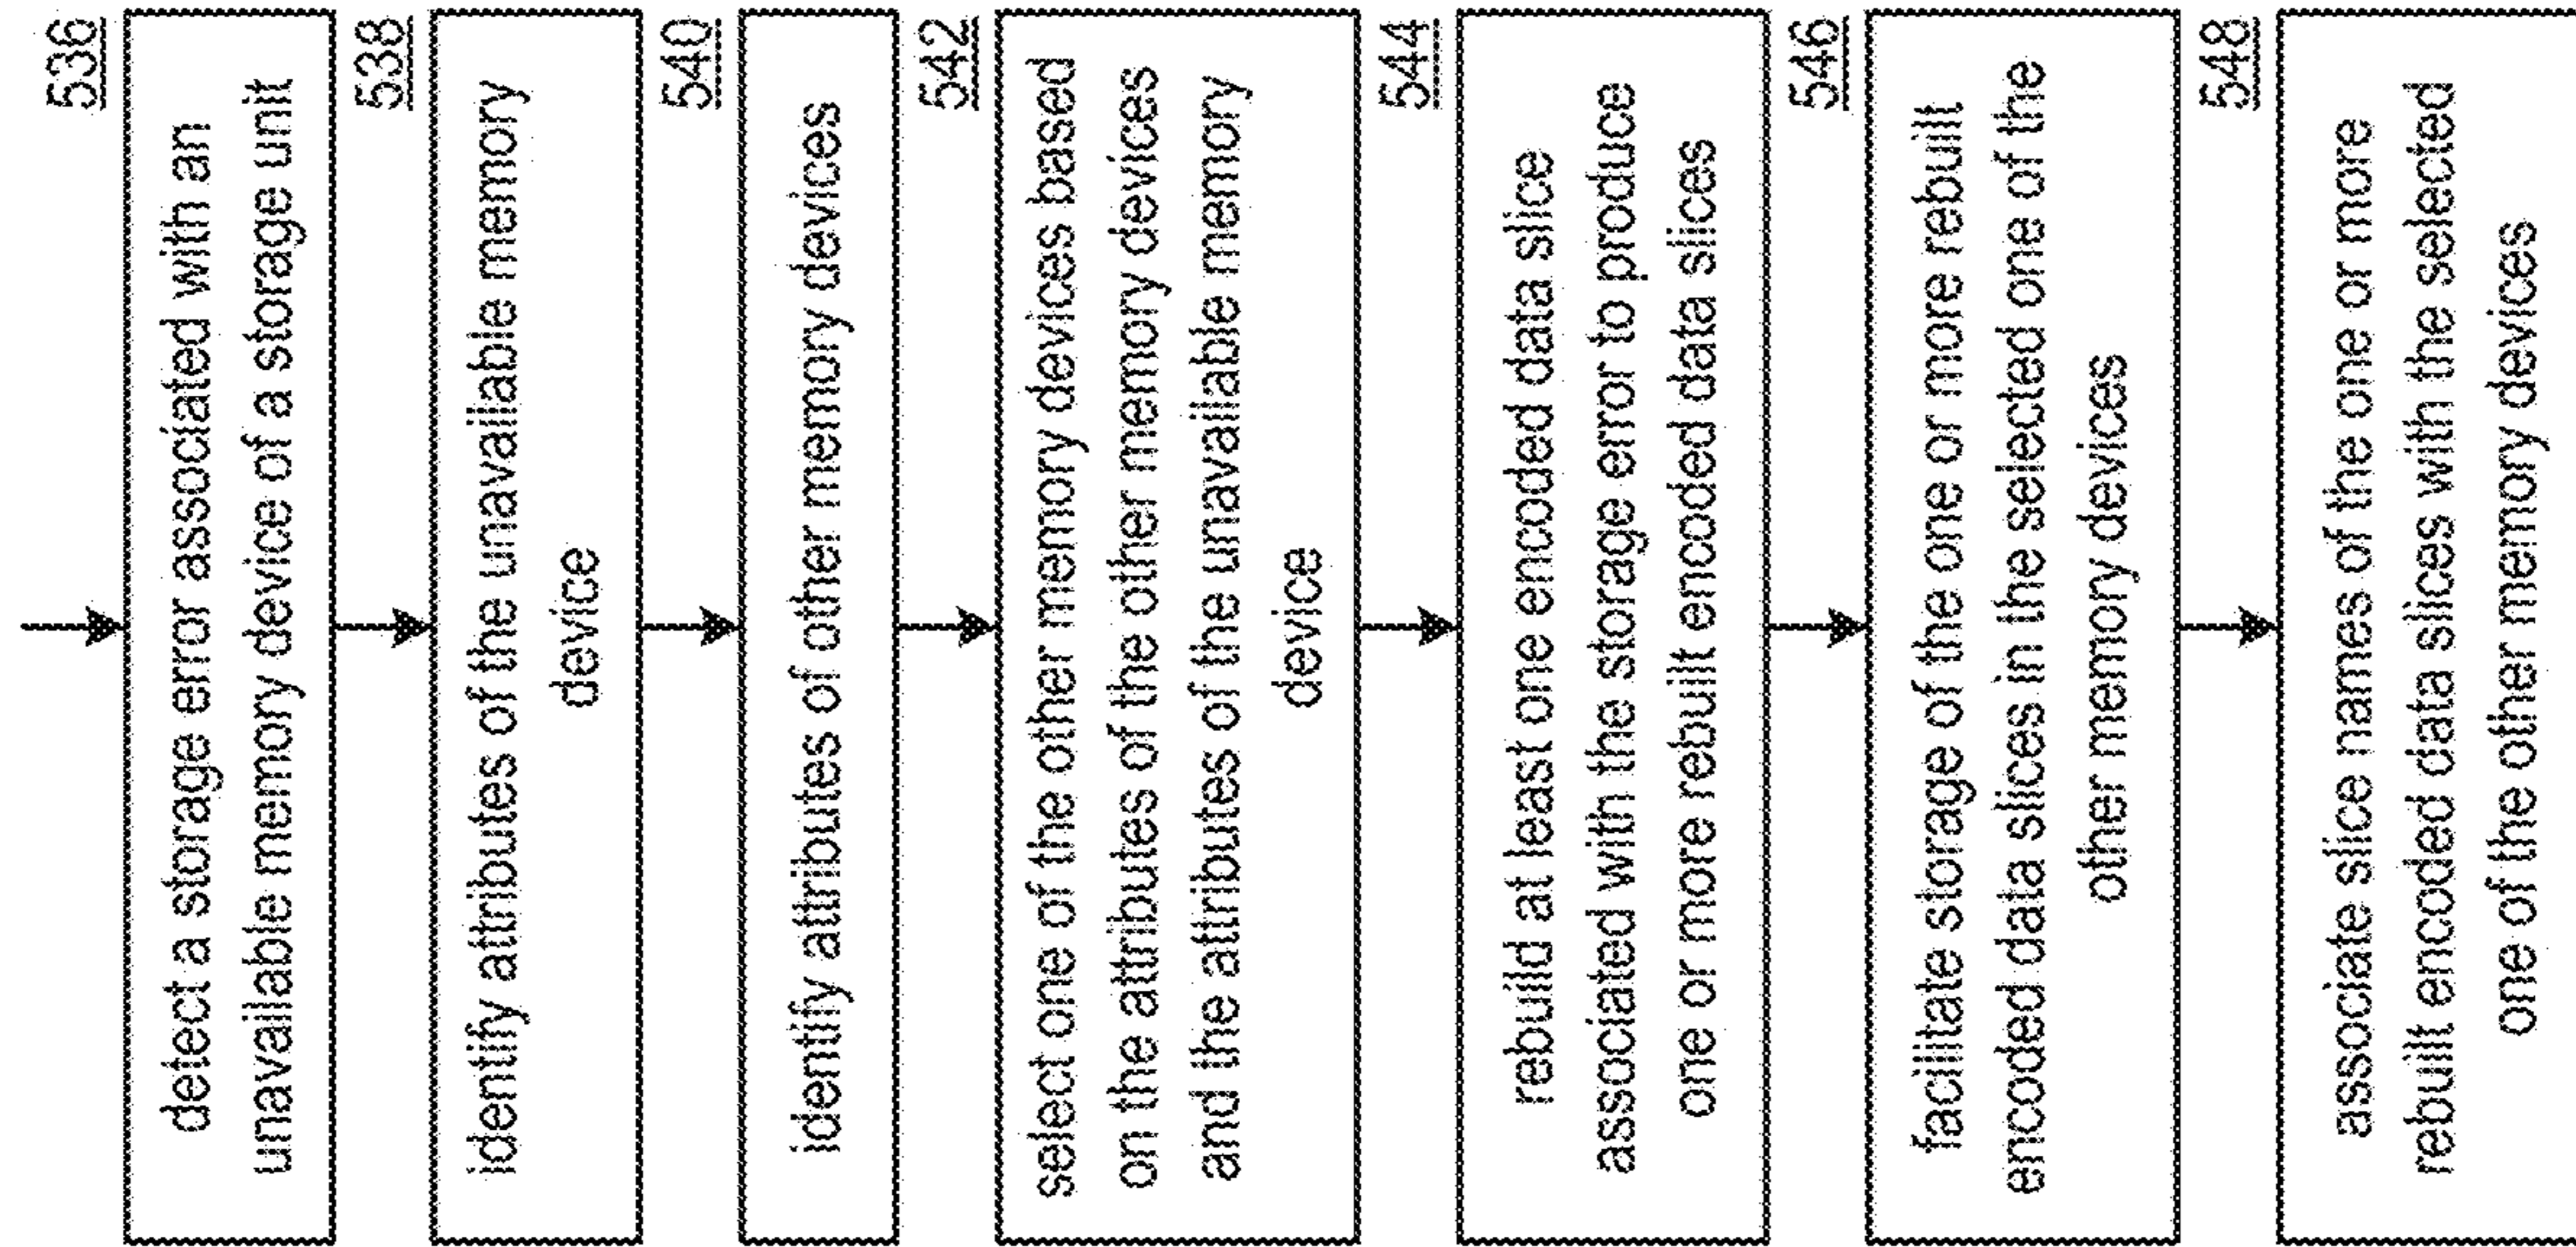 536
detect a storage error associated with an
unavailable memory device of a storage unit
538
identify attributes of the unavailable memory
device
540
identify attributes of other memory devices
542
select one of the other memory devices based
on the attributes of the other memory devices
and the attributes of the unavailable memory
device
544
rebuild at least one encoded data slice
associated with the storage error to produce
one or more rebuilt encoded data slices
546
facilitate storage of the one or more rebuilt
encoded data slices in the selected one of the
other memory devices
548
associate slice names of the one or more
rebuilt encoded data slices with the selected
one of the other memory devices